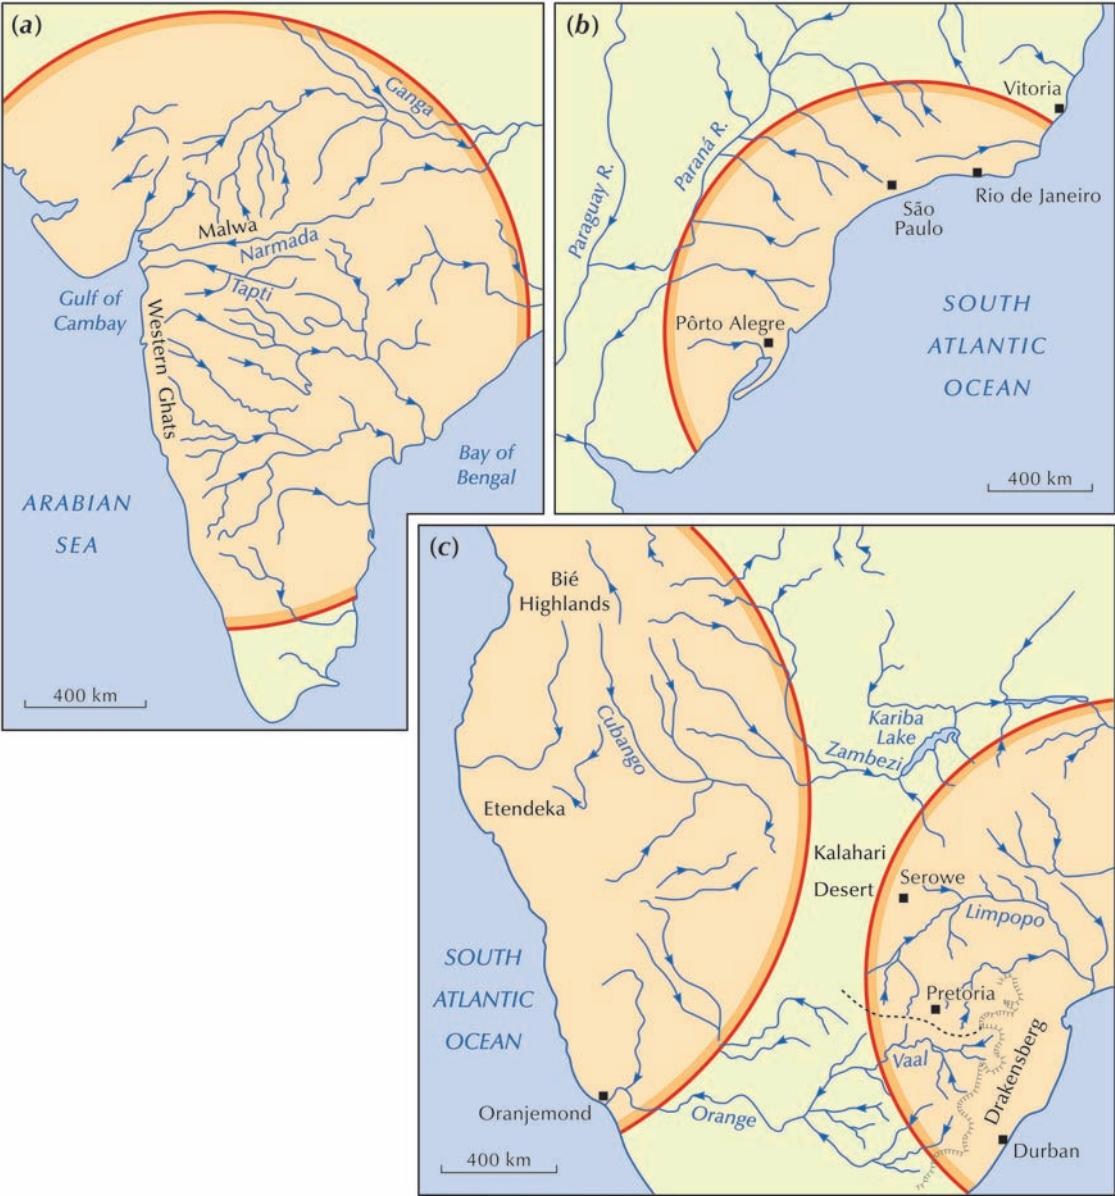 (a)
Ganga
Malwa
Narmada
Tapti
Gulf of
Cambay
Western Ghats
Bay of
Bengal
ARABIAN
SEA
400 km
(b)
Vitoria
Paraná R.
Paraguay R.
Rio de Janeiro
São
Paulo
Pôrto Alegre
SOUTH
ATLANTIC
OCEAN
400 km
(c)
Bié
Highlands
Cubango
Kariba
Lake
Zambezi
Etendeka
Kalahari
Desert
Serowe
Limpopo
SOUTH
ATLANTIC
OCEAN
Pretoria
Vaal
Drakensberg
Oranjemond
Orange
Durban
400 km